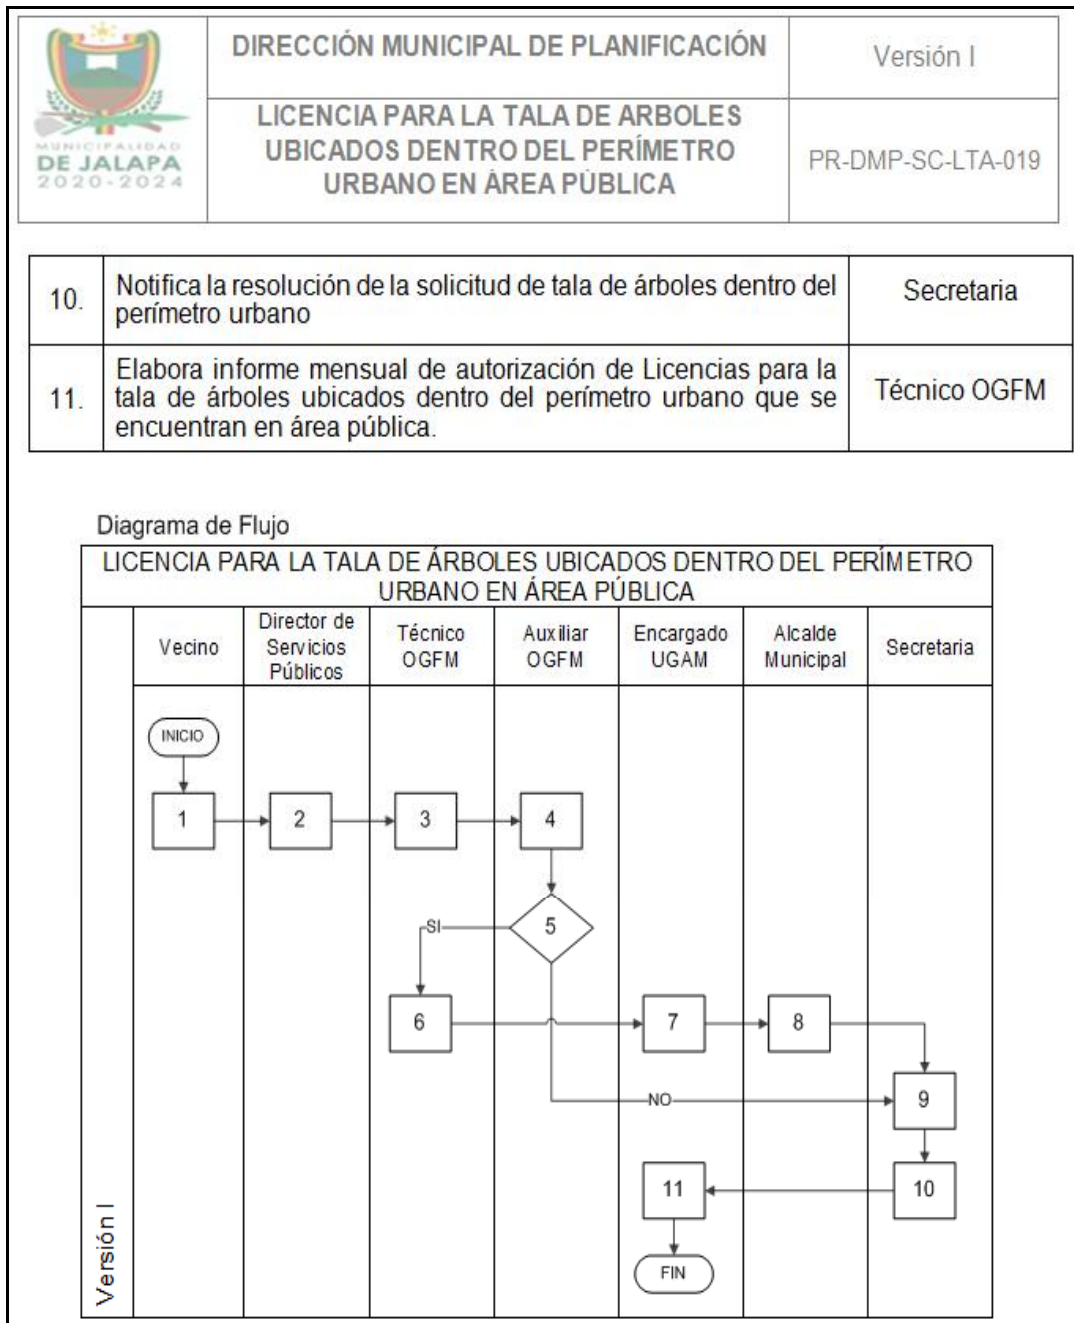 MUNICIPALIDAD
DE JALAPA
2020-2024
DIRECCIÓN MUNICIPAL DE PLANIFICACIÓN
Versión I
LICENCIA PARA LA TALA DE ARBOLES
UBICADOS DENTRO DEL PERÍMETRO
URBANO EN ÁREA PÚBLICA
PR-DMP-SC-LTA-019
10.
Notifica la resolución de la solicitud de tala de árboles dentro del
perímetro urbano
Secretaria
11.
Elabora informe mensual de autorización de Licencias para la
tala de árboles ubicados dentro del perímetro urbano que se
encuentran en área pública.
Técnico OGFM
Diagrama de Flujo
LICENCIA PARA LA TALA DE ÁRBOLES UBICADOS DENTRO DEL PERÍMETRO
URBANO EN ÁREA PÚBLICA
Vecino
Director de
Servicios
Públicos
Técnico
OGFM
Auxiliar
OGFM
Encargado
UGAM
Alcalde
Municipal
Secretaria
INICIO
1
2
3
4
5
SI
6
7
8
NO
9
10
11
FIN
Versión I